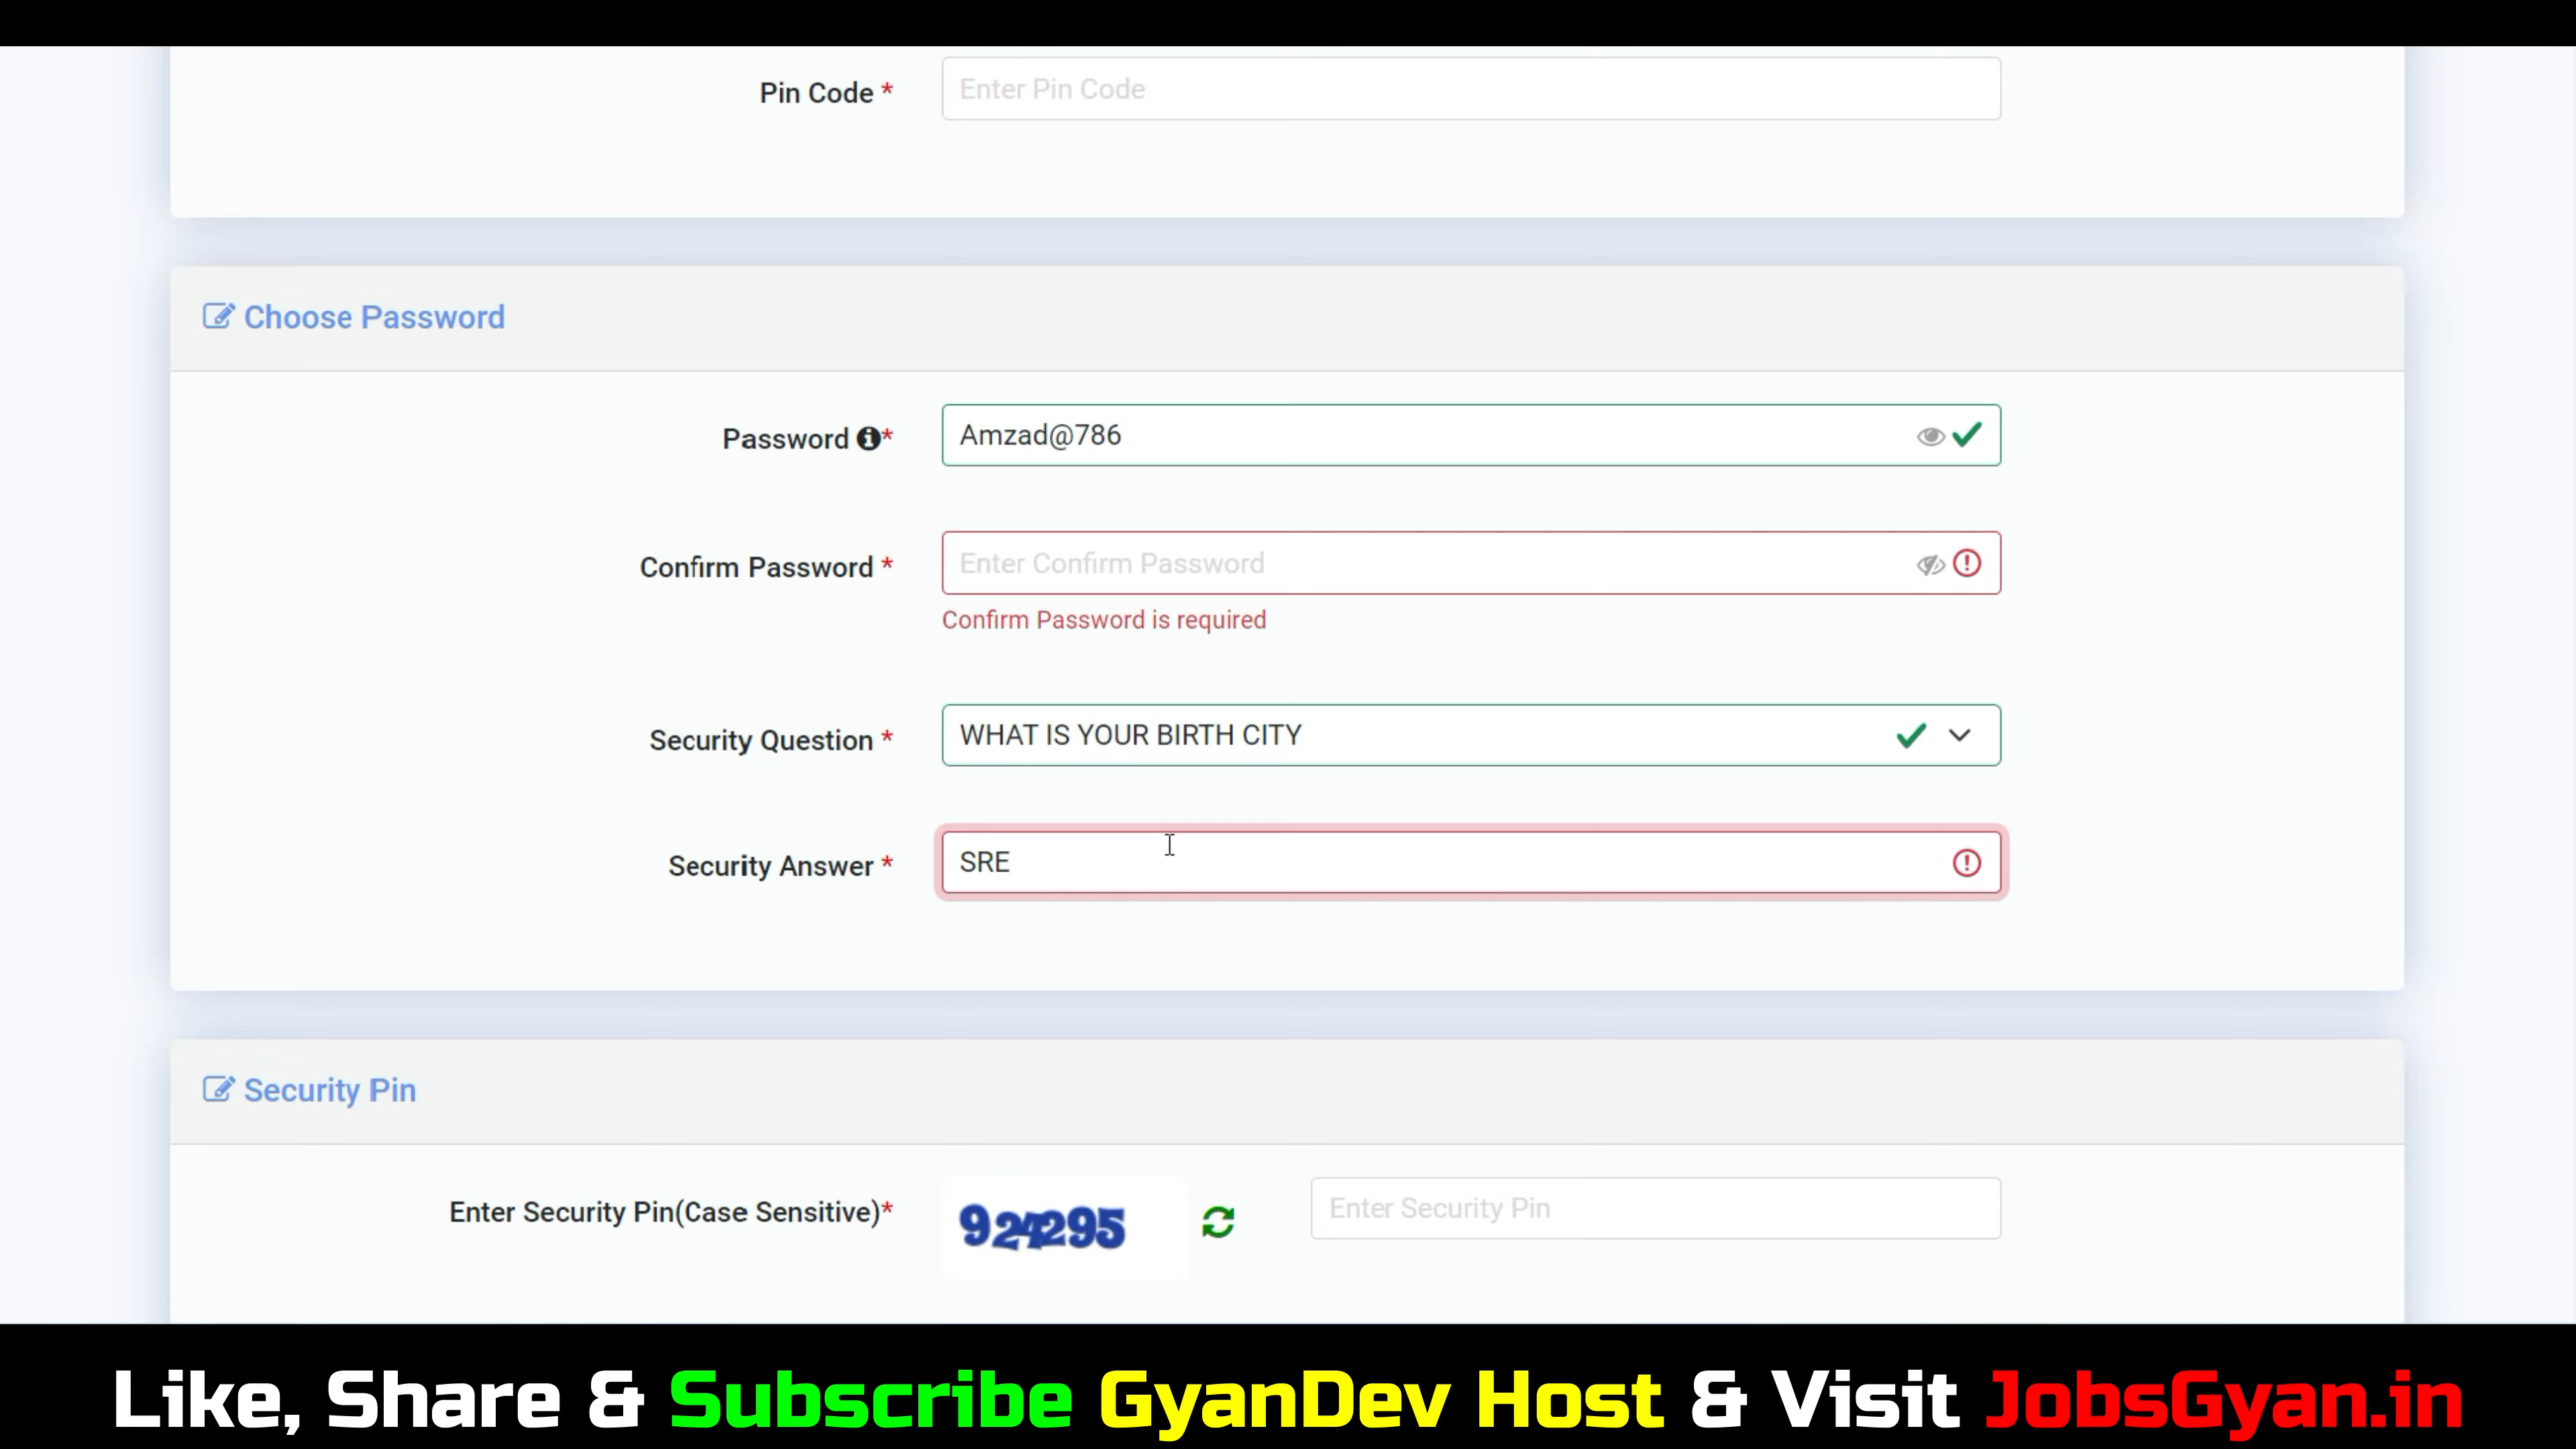 Pin Code * Enter Pin Code
Choose Password
Password * Amzad@786
Confirm Password * Enter Confirm Password
Confirm Password is required
Security Question * WHAT IS YOUR BIRTH CITY
Security Answer * SRE
Security Pin
Enter Security Pin(Case Sensitive)* 924295 Enter Security Pin
Like, Share & Subscribe GyanDev Host & Visit JobsGyan.in